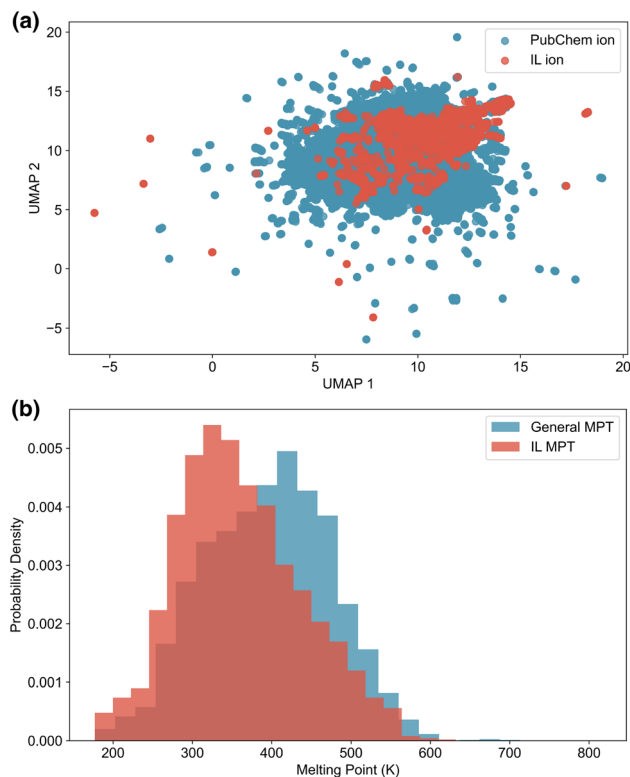 (a)
20
15
10
5
0
−5
UMAP 2
PubChem ion
IL ion
−5 0 5 10 15 20
UMAP 1
(b)
0.005
0.004
0.003
0.002
0.001
0.000
Probability Density
General MPT
IL MPT
200 300 400 500 600 700 800
Melting Point (K)